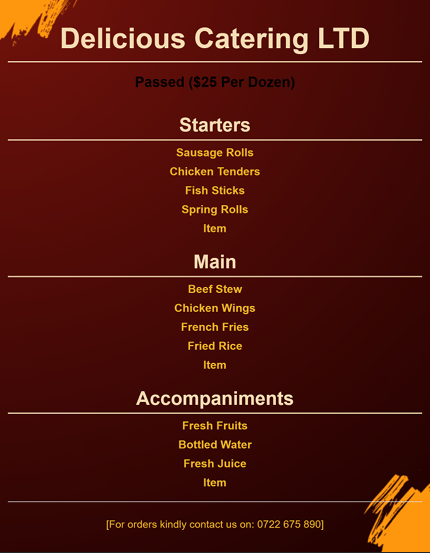 Delicious Catering LTD
Passed ($25 Per Dozen)
Starters
Sausage Rolls
Chicken Tenders
Fish Sticks
Spring Rolls
Item
Main
Beef Stew
Chicken Wings
French Fries
Fried Rice
Item
Accompaniments
Fresh Fruits
Bottled Water
Fresh Juice
Item
[For orders kindly contact us on: 0722 675 890]